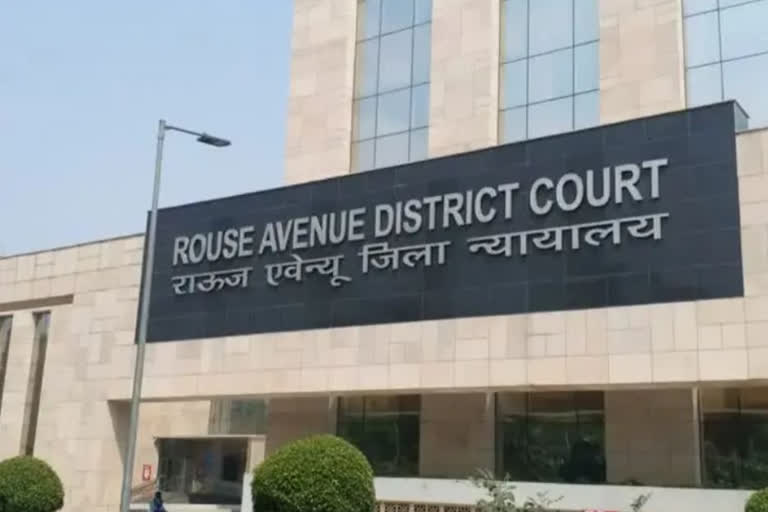 ROUSE AVENUE DISTRICT COURT
राऊज एवेन्यू जिला न्यायालय